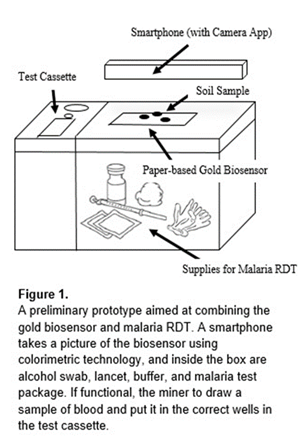 Smartphone (with Camera App)
Test Cassette
Soil Sample
Paper-based Gold Biosensor
Supplies for Malaria RDT
Figure 1.
A preliminary prototype aimed at combining the
gold biosensor and malaria RDT. A smartphone
takes a picture of the biosensor using
colorimetric technology, and inside the box are
alcohol swab, lancet, buffer, and malaria test
package. If functional, the miner to draw a
sample of blood and put it in the correct wells in
the test cassette.